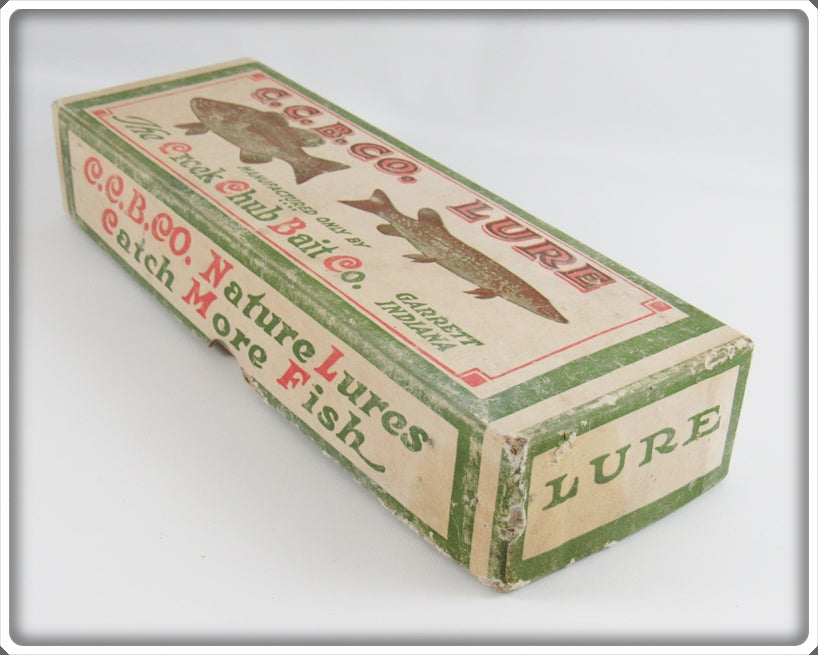 C.C.B.CO. LURE
MANUFACTURED ONLY BY
The Creek Chub Bait Co.
GARRETT
INDIANA
C.C.B.CO. Nature Lures
Catch More Fish
LURE